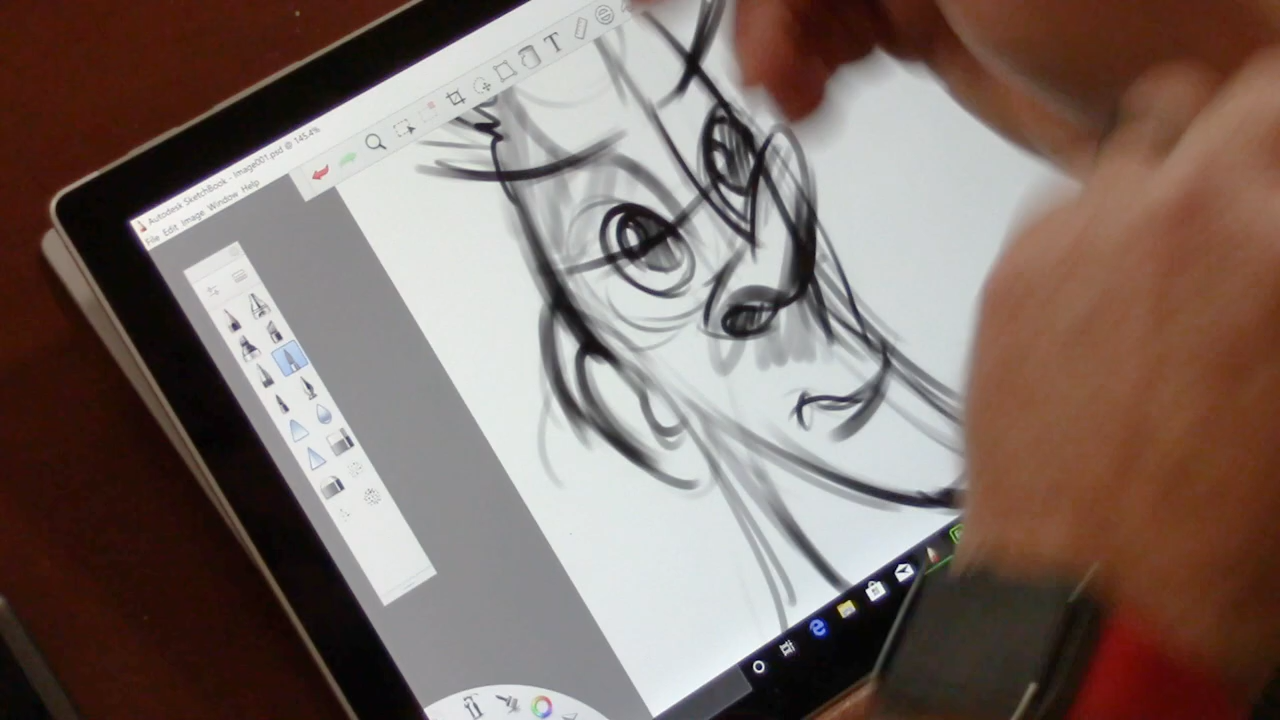 Autodesk SketchBook - Image001.psd @ 145.4%
File Edit Image Window Help
T